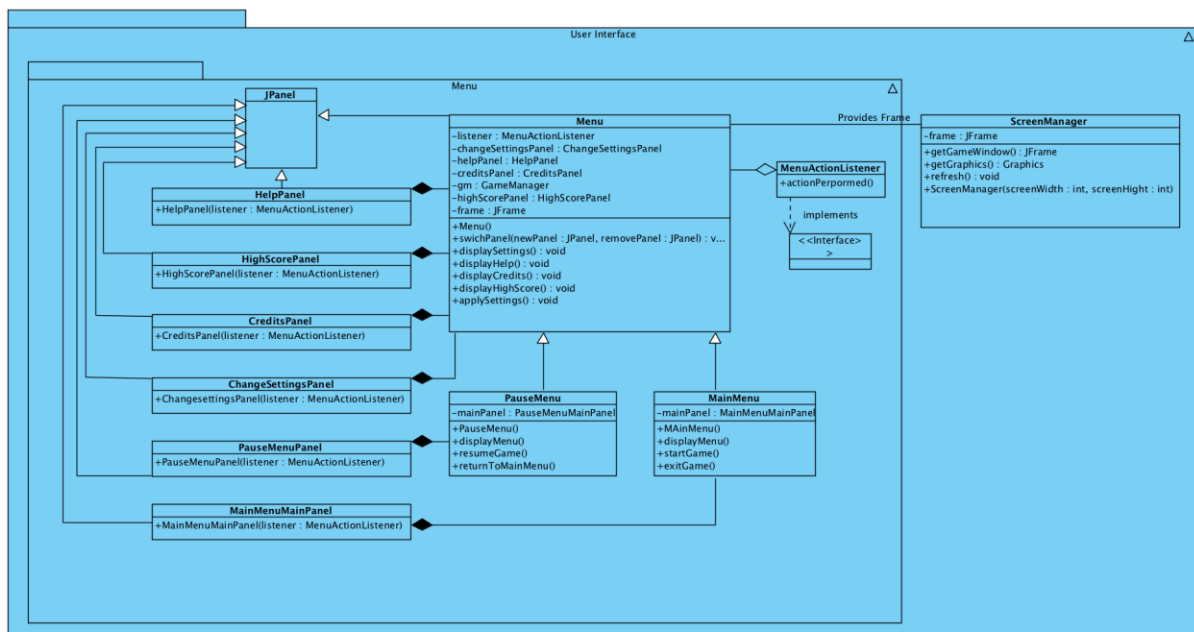 User Interface
Menu
JPanel
Menu
-listener : MenuActionListener
-changeSettingsPanel : ChangeSettingsPanel
-helpPanel : HelpPanel
-creditsPanel : CreditsPanel
-gm : GameManager
-highScorePanel : HighScorePanel
-frame : JFrame
+Menu()
+swichPanel(newPanel : JPanel, removePanel : JPanel) : v...
+displaySettings() : void
+displayHelp() : void
+displayCredits() : void
+displayHighScore() : void
+applySettings() : void
Provides Frame
ScreenManager
-frame : JFrame
+getGameWindow() : JFrame
+getGraphics() : Graphics
+refresh() : void
+ScreenManager(screenWidth : int, screenHight : int)
MenuActionListener
+actionPerpormed()
implements
<<Interface>
>
HelpPanel
+HelpPanel(listener : MenuActionListener)
HighScorePanel
+HighScorePanel(listener : MenuActionListener)
CreditsPanel
+CreditsPanel(listener : MenuActionListener)
ChangeSettingsPanel
+ChangesettingsPanel(listener : MenuActionListener)
PauseMenuPanel
+PauseMenuPanel(listener : MenuActionListener)
MainMenuMainPanel
+MainMenuMainPanel(listener : MenuActionListener)
PauseMenu
-mainPanel : PauseMenuMainPanel
+PauseMenu()
+displayMenu()
+resumeGame()
+returnToMainMenu()
MainMenu
-mainPanel : MainMenuMainPanel
+MAinMenu()
+displayMenu()
+startGame()
+exitGame()